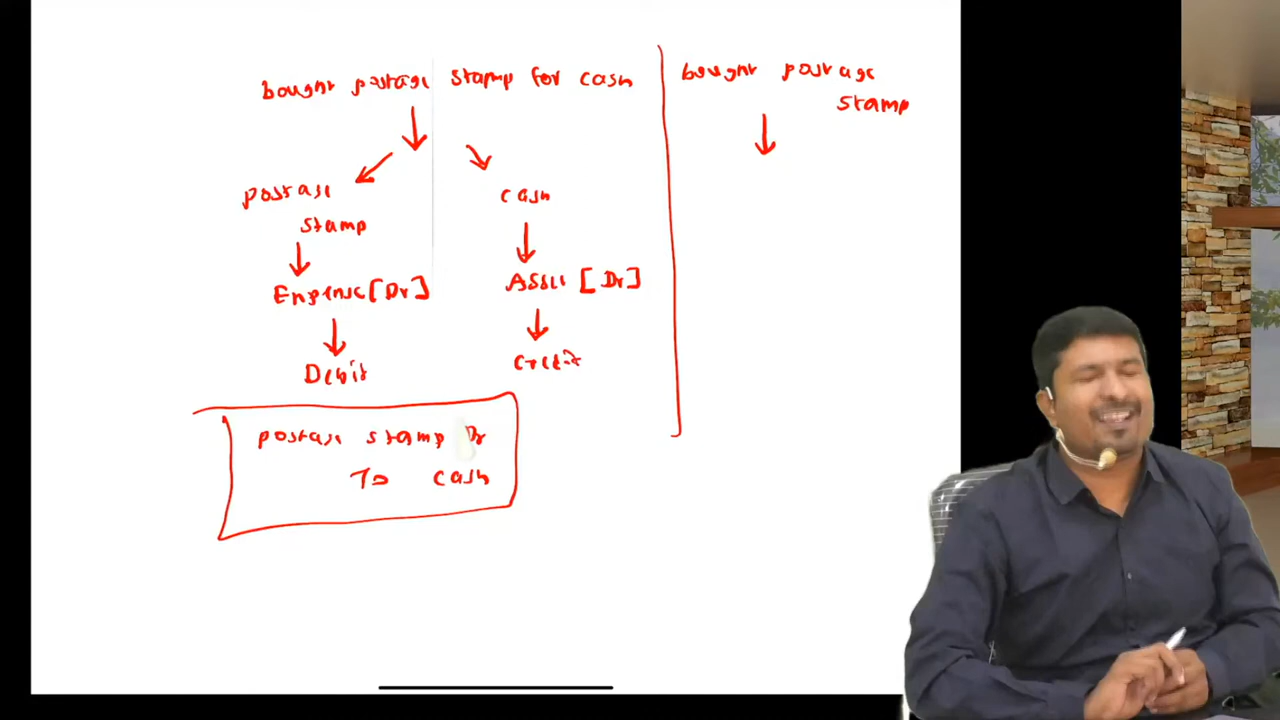 bought postage stamp for cash
postage
stamp
Expense [Dr]
Debit
cash
Asset [Dr]
Credit
postage stamp Dr
To cash
bought postage
stamp